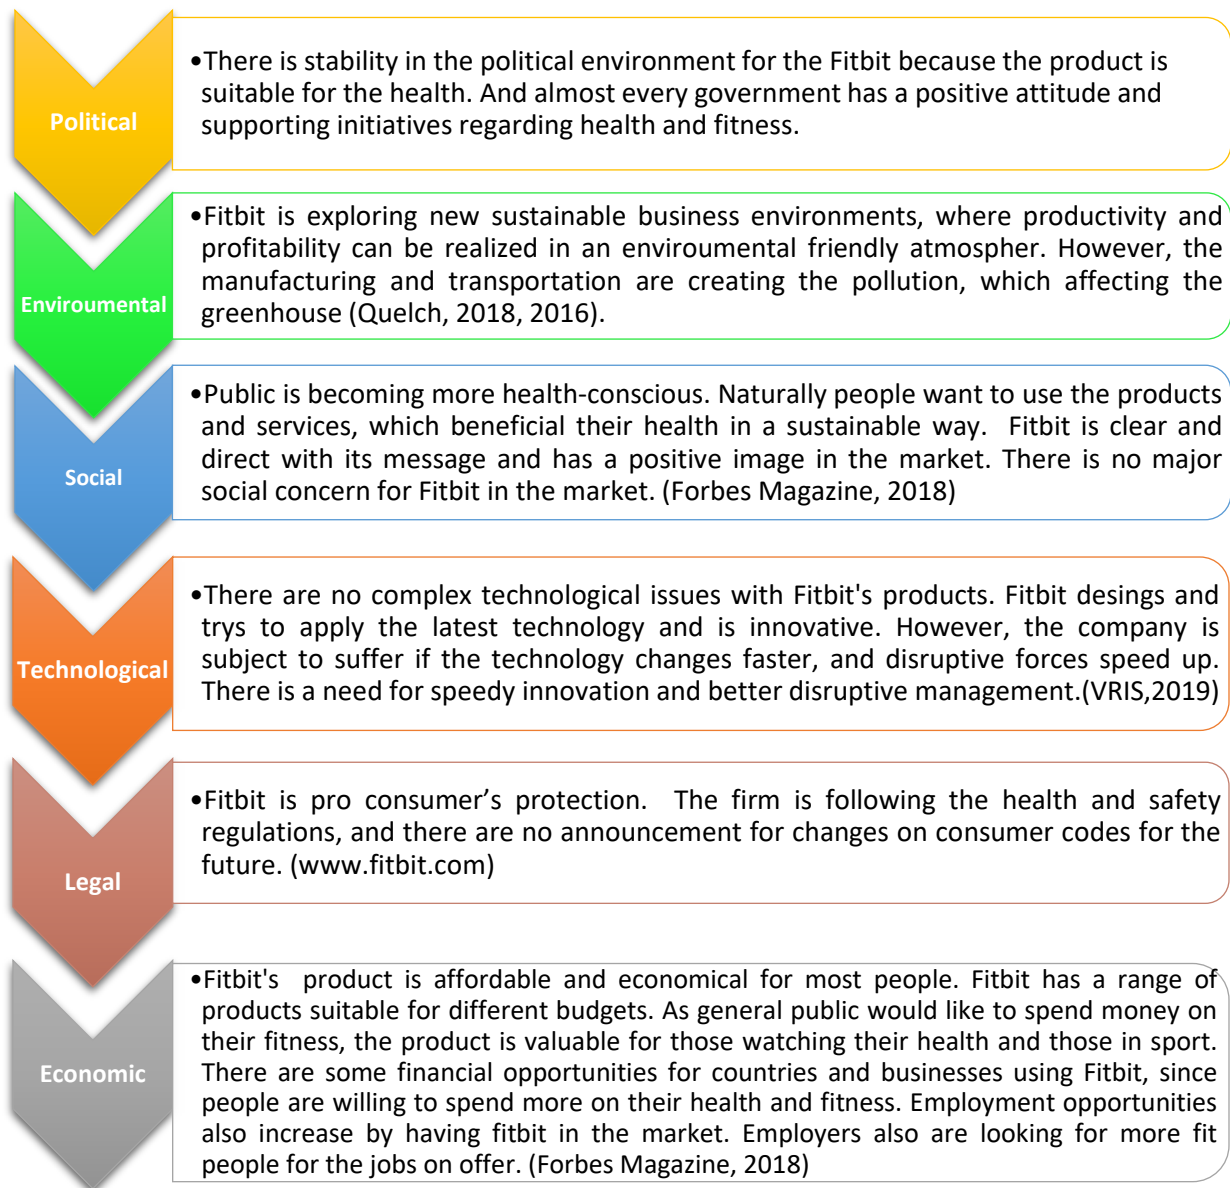 Political
•There is stability in the political environment for the Fitbit because the product is
suitable for the health. And almost every government has a positive attitude and
supporting initiatives regarding health and fitness.
Enviroumental
•Fitbit is exploring new sustainable business environments, where productivity and
profitability can be realized in an enviroumental friendly atmospher. However, the
manufacturing and transportation are creating the pollution, which affecting the
greenhouse (Quelch, 2018, 2016).
Social
•Public is becoming more health-conscious. Naturally people want to use the products
and services, which beneficial their health in a sustainable way. Fitbit is clear and
direct with its message and has a positive image in the market. There is no major
social concern for Fitbit in the market. (Forbes Magazine, 2018)
Technological
•There are no complex technological issues with Fitbit's products. Fitbit desings and
trys to apply the latest technology and is innovative. However, the company is
subject to suffer if the technology changes faster, and disruptive forces speed up.
There is a need for speedy innovation and better disruptive management.(VRIS,2019)
Legal
•Fitbit is pro consumer’s protection. The firm is following the health and safety
regulations, and there are no announcement for changes on consumer codes for the
future. (www.fitbit.com)
Economic
•Fitbit's product is affordable and economical for most people. Fitbit has a range of
products suitable for different budgets. As general public would like to spend money on
their fitness, the product is valuable for those watching their health and those in sport.
There are some financial opportunities for countries and businesses using Fitbit, since
people are willing to spend more on their health and fitness. Employment opportunities
also increase by having fitbit in the market. Employers also are looking for more fit
people for the jobs on offer. (Forbes Magazine, 2018)